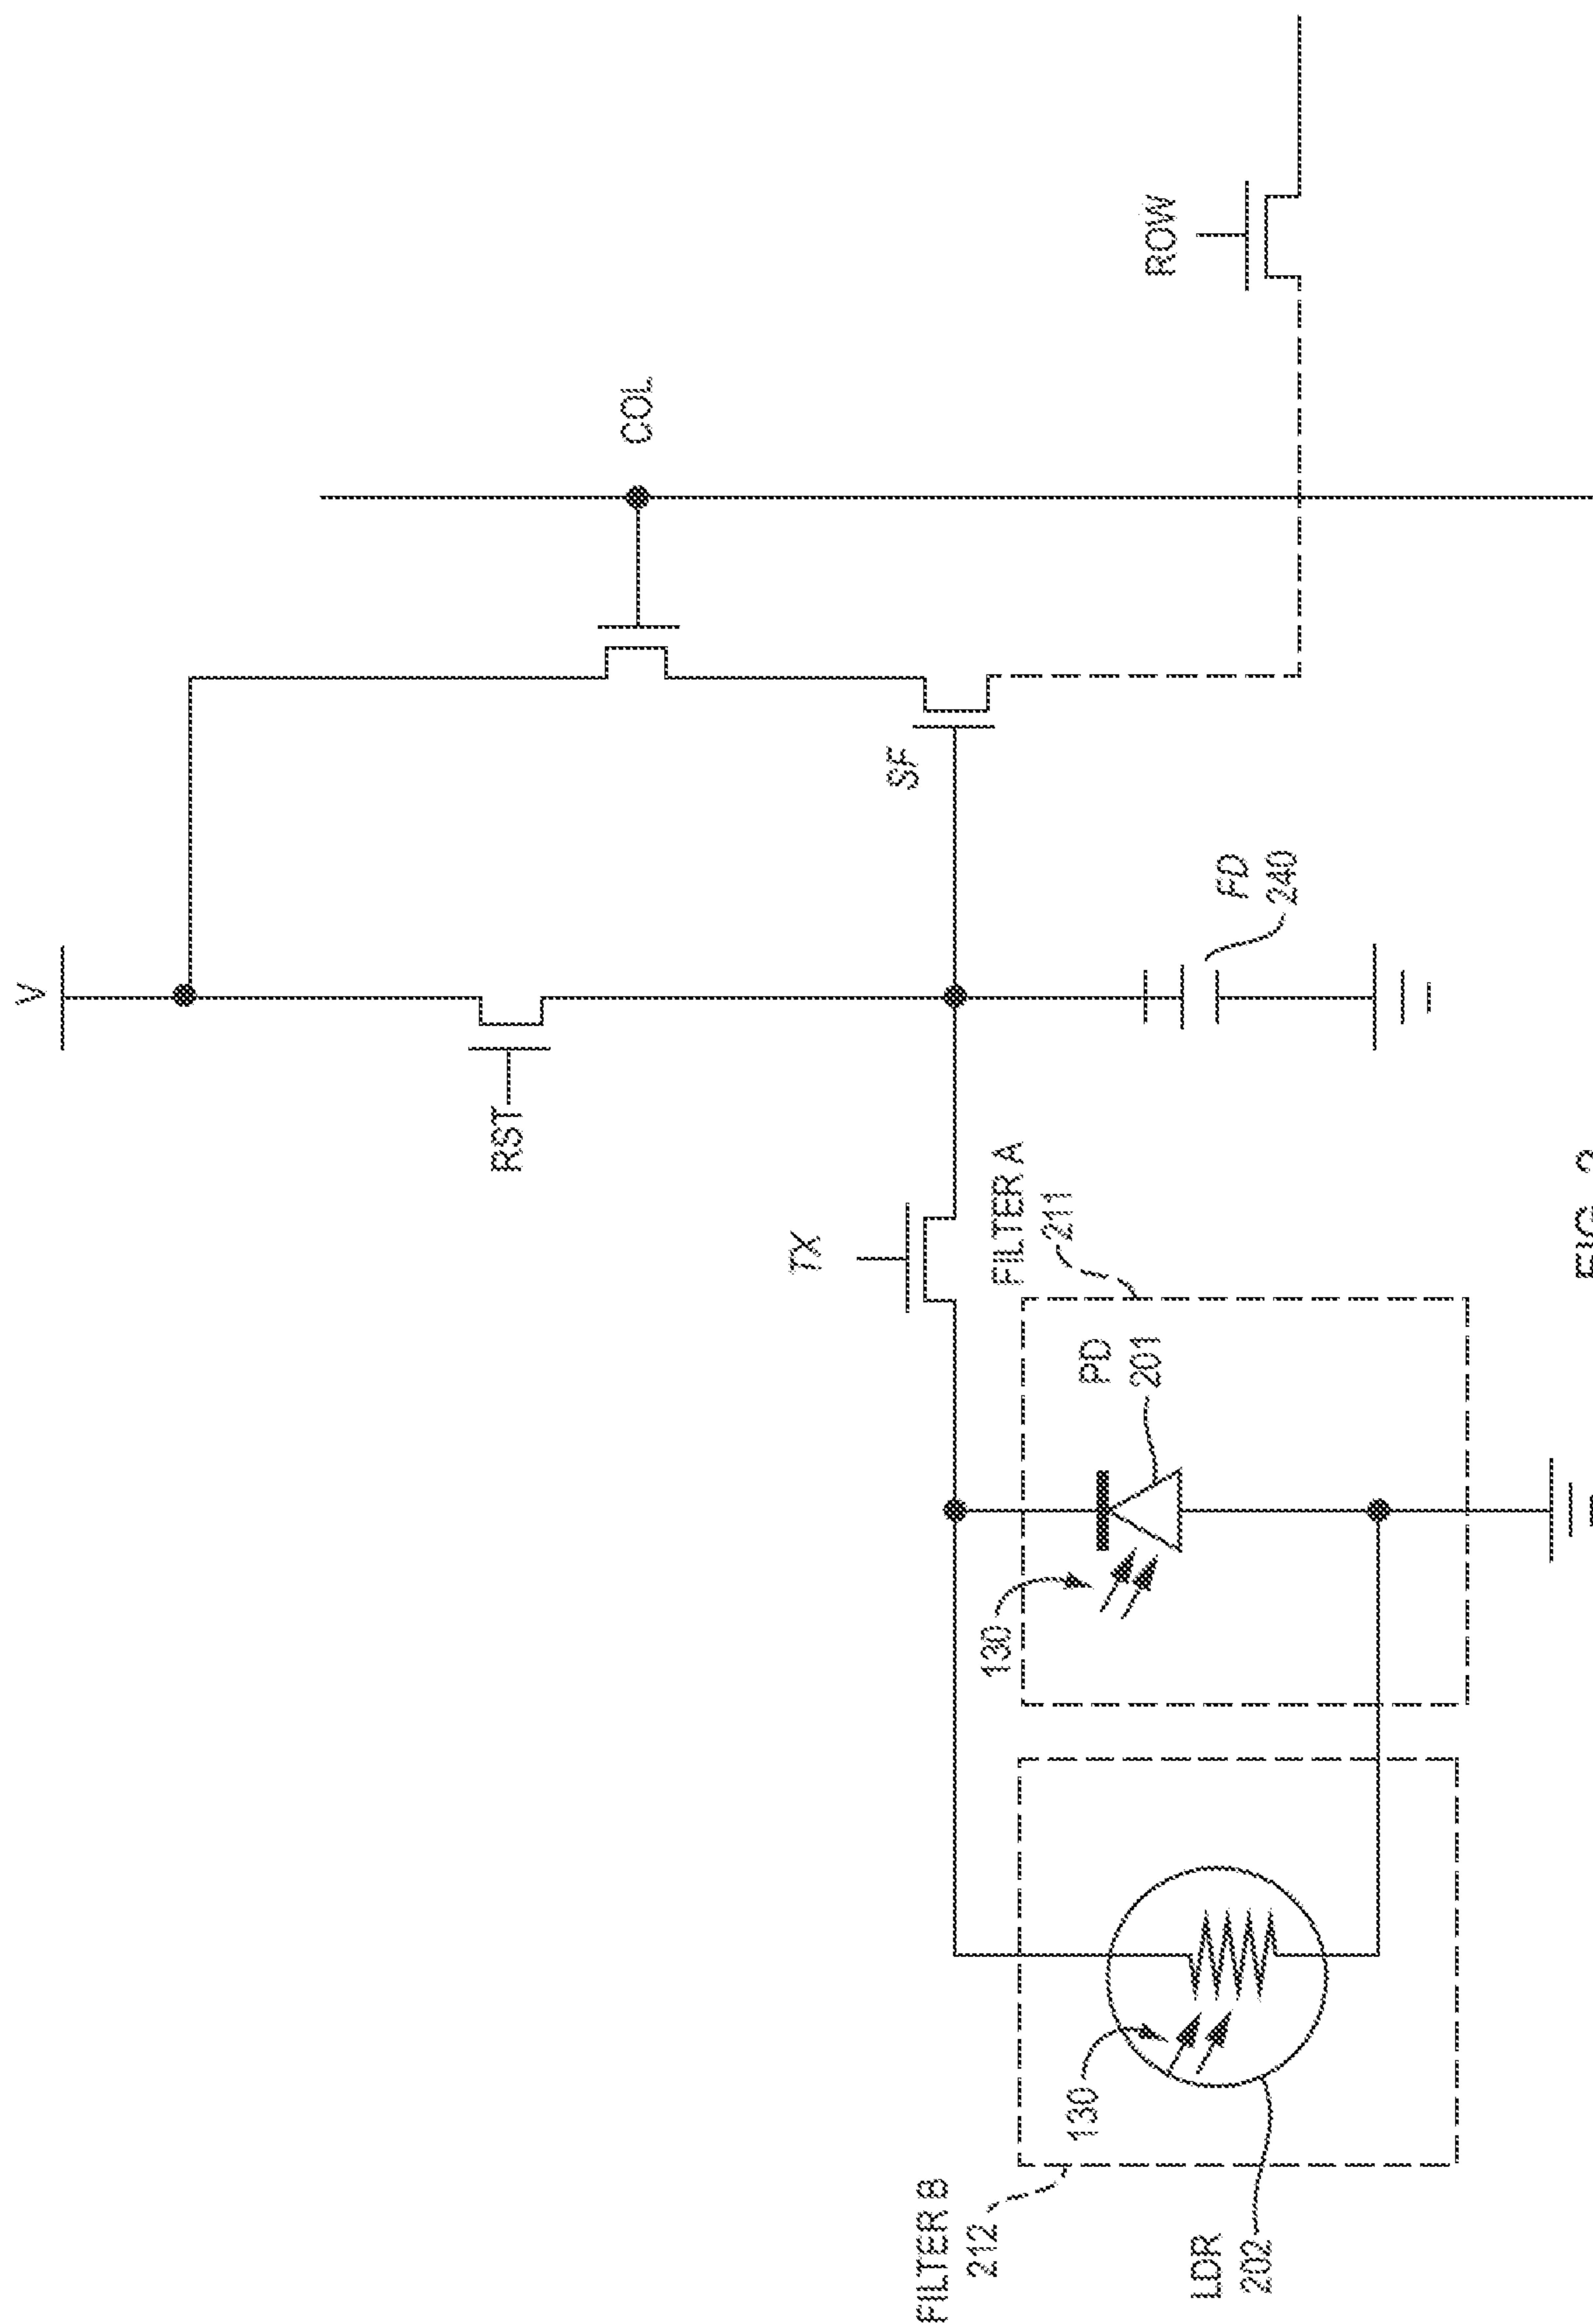 V
RST
COL
ROW
SF
TX
FD
240
FILTER A
211
PD
201
130
130
FILTER B
212
LDR
202